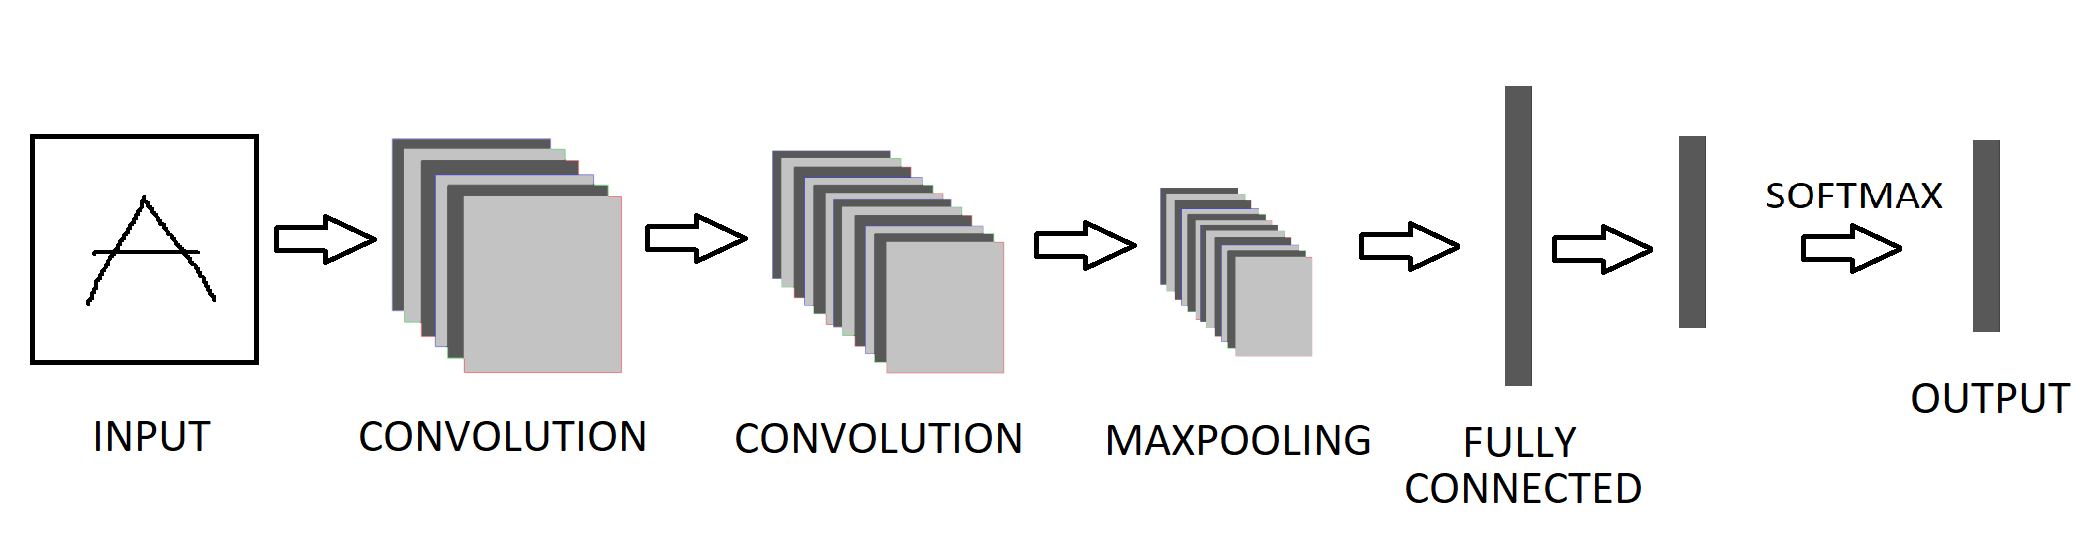 A
INPUT
CONVOLUTION
CONVOLUTION
MAXPOOLING
FULLY
CONNECTED
SOFTMAX
OUTPUT